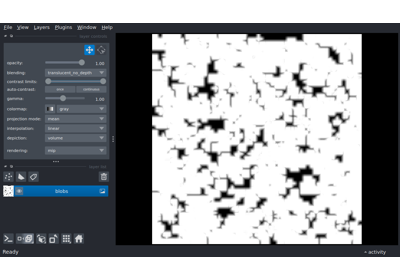 File View Layers Plugins Window Help
opacity: 1.00
blending: translucent_no_depth
contrast limits:
auto-contrast: once continuous
gamma: 1.00
colormap: gray
projection mode: mean
interpolation: linear
depiction: volume
rendering: mip
blobs
Ready
activity